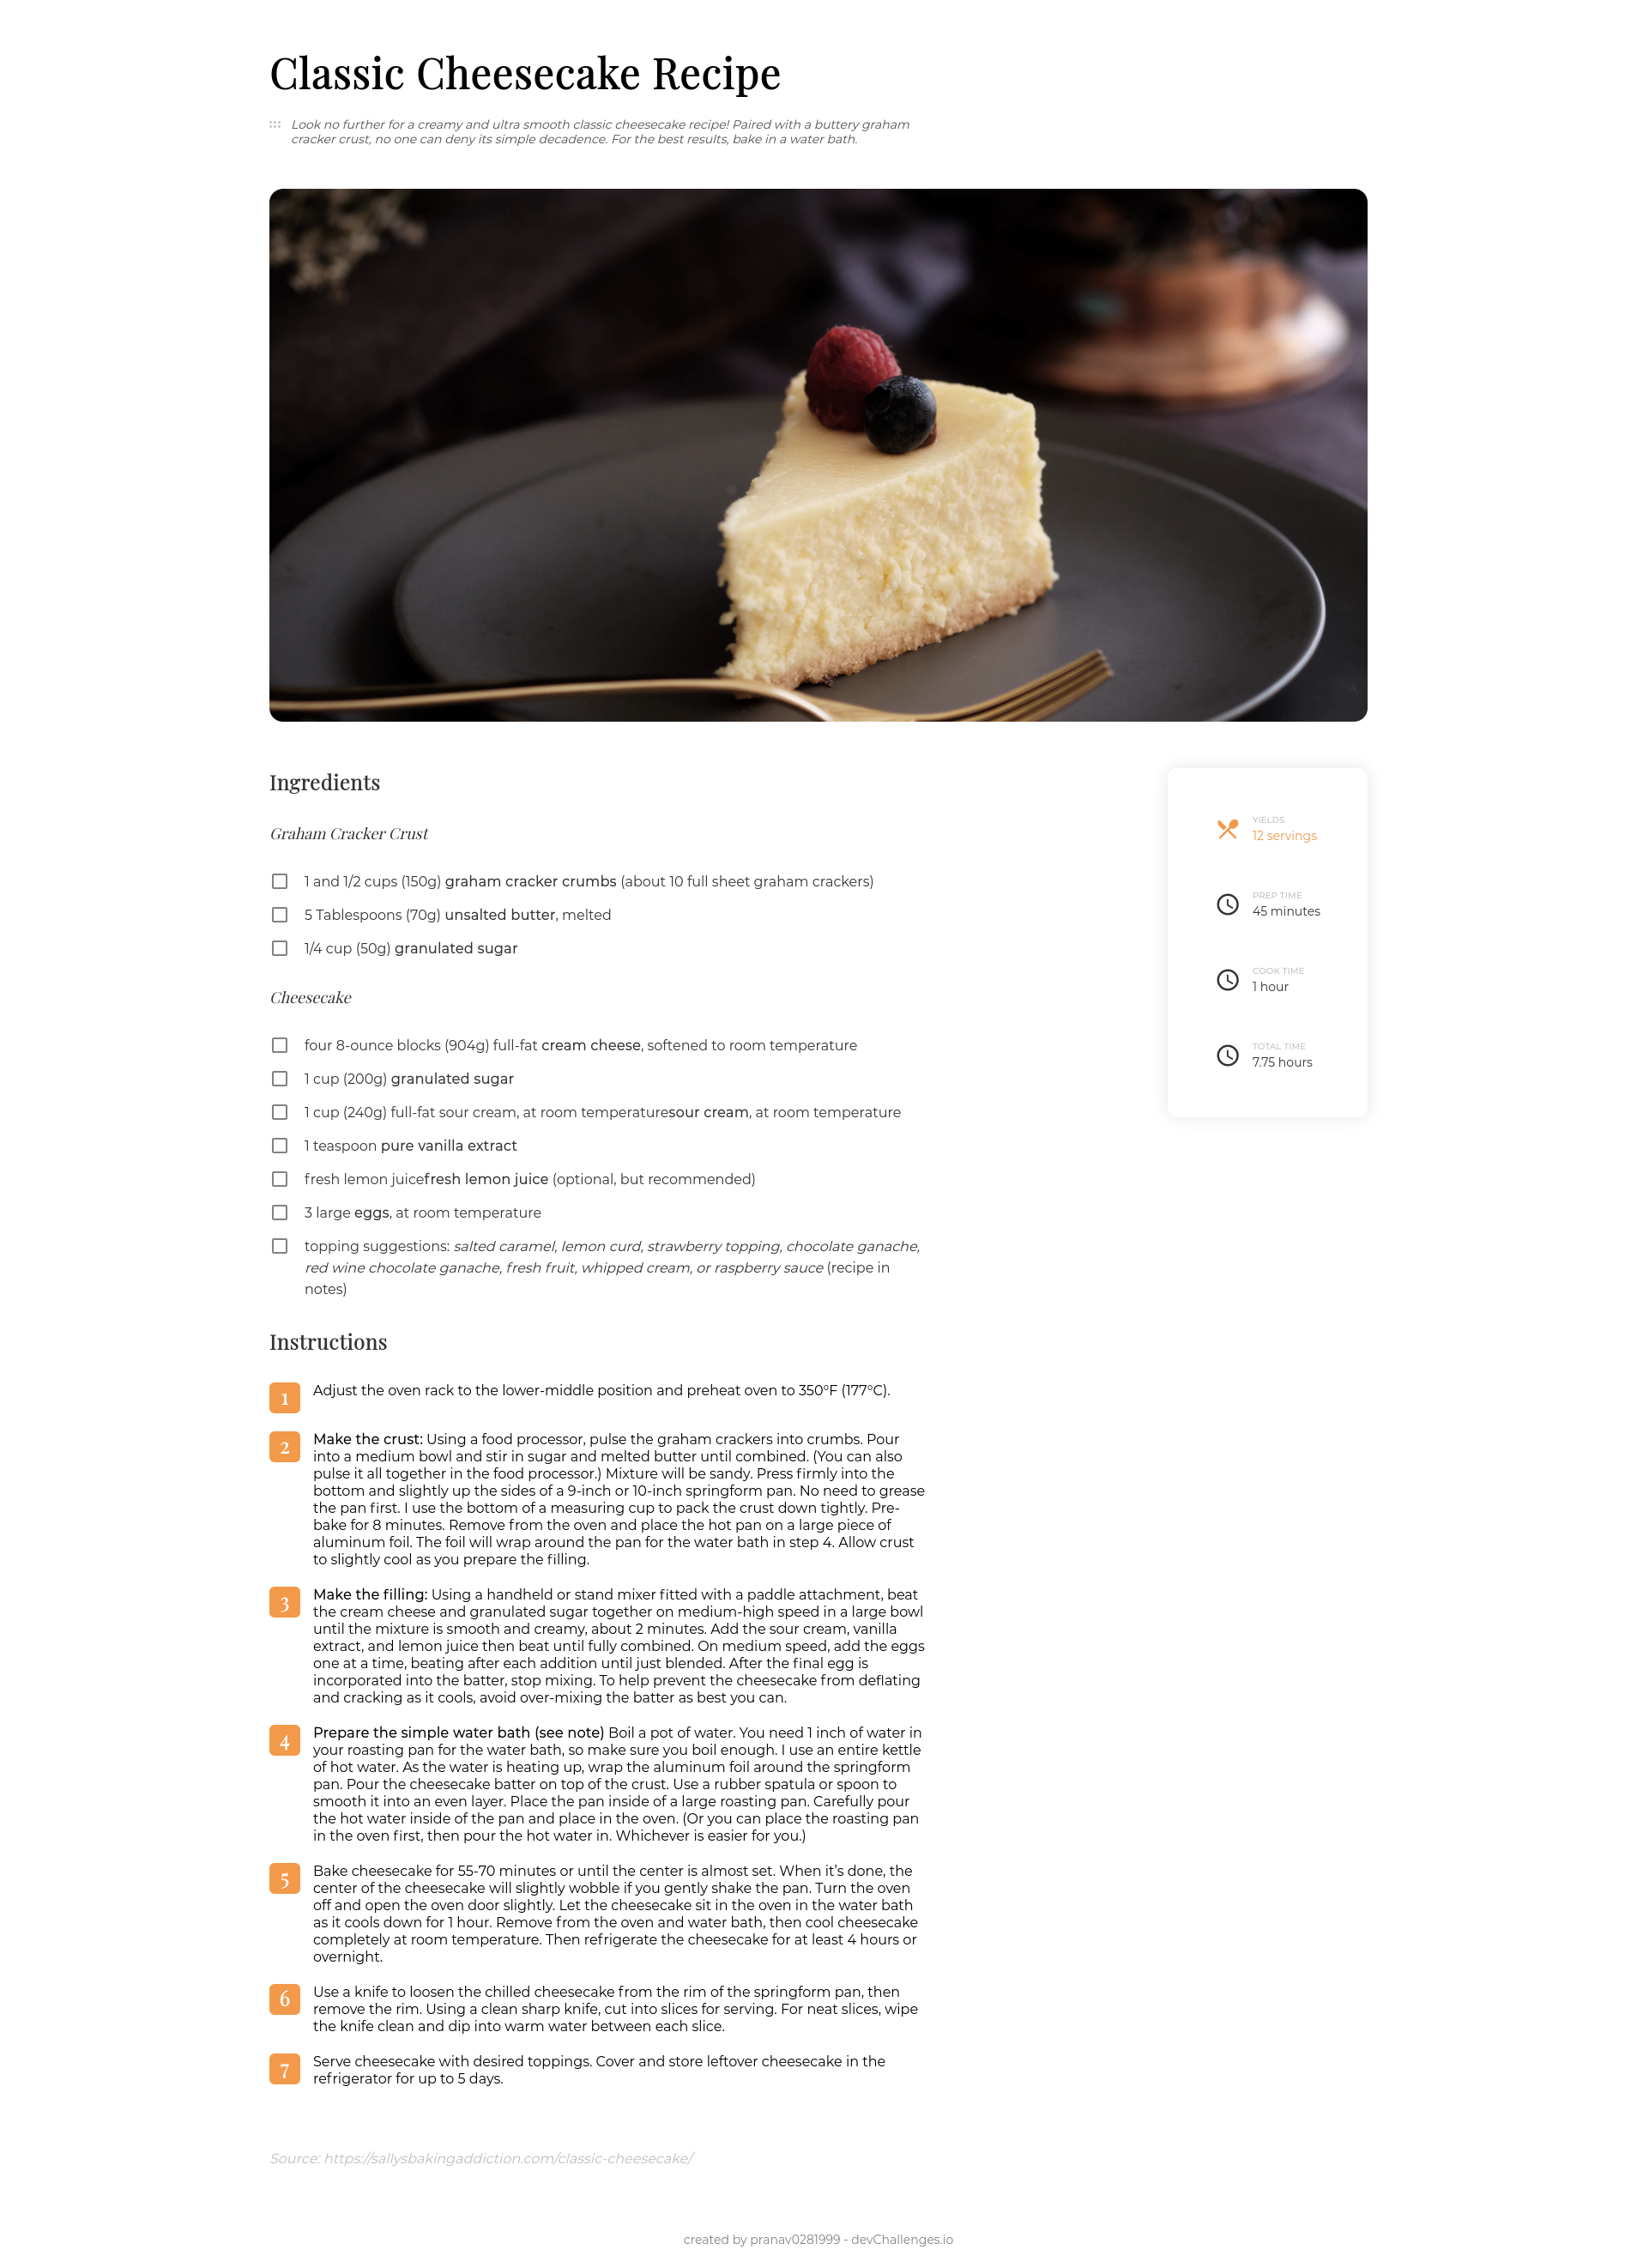 Classic Cheesecake Recipe
Look no further for a creamy and ultra smooth classic cheesecake recipe! Paired with a buttery graham
cracker crust, no one can deny its simple decadence. For the best results, bake in a water bath.
Ingredients
Graham Cracker Crust
1 and 1/2 cups (150g) graham cracker crumbs (about 10 full sheet graham crackers)
5 Tablespoons (70g) unsalted butter, melted
1/4 cup (50g) granulated sugar
Cheesecake
four 8-ounce blocks (904g) full-fat cream cheese, softened to room temperature
1 cup (200g) granulated sugar
1 cup (240g) full-fat sour cream, at room temperaturesour cream, at room temperature
1 teaspoon pure vanilla extract
fresh lemon juicefresh lemon juice (optional, but recommended)
3 large eggs, at room temperature
topping suggestions: salted caramel, lemon curd, strawberry topping, chocolate ganache,
red wine chocolate ganache, fresh fruit, whipped cream, or raspberry sauce (recipe in
notes)
YIELDS
12 servings
PREP TIME
45 minutes
COOK TIME
1 hour
TOTAL TIME
7.75 hours
Instructions
1 Adjust the oven rack to the lower-middle position and preheat oven to 350°F (177°C).
2 Make the crust: Using a food processor, pulse the graham crackers into crumbs. Pour
into a medium bowl and stir in sugar and melted butter until combined. (You can also
pulse it all together in the food processor.) Mixture will be sandy. Press firmly into the
bottom and slightly up the sides of a 9-inch or 10-inch springform pan. No need to grease
the pan first. I use the bottom of a measuring cup to pack the crust down tightly. Pre-
bake for 8 minutes. Remove from the oven and place the hot pan on a large piece of
aluminum foil. The foil will wrap around the pan for the water bath in step 4. Allow crust
to slightly cool as you prepare the filling.
3 Make the filling: Using a handheld or stand mixer fitted with a paddle attachment, beat
the cream cheese and granulated sugar together on medium-high speed in a large bowl
until the mixture is smooth and creamy, about 2 minutes. Add the sour cream, vanilla
extract, and lemon juice then beat until fully combined. On medium speed, add the eggs
one at a time, beating after each addition until just blended. After the final egg is
incorporated into the batter, stop mixing. To help prevent the cheesecake from deflating
and cracking as it cools, avoid over-mixing the batter as best you can.
4 Prepare the simple water bath (see note) Boil a pot of water. You need 1 inch of water in
your roasting pan for the water bath, so make sure you boil enough. I use an entire kettle
of hot water. As the water is heating up, wrap the aluminum foil around the springform
pan. Pour the cheesecake batter on top of the crust. Use a rubber spatula or spoon to
smooth it into an even layer. Place the pan inside of a large roasting pan. Carefully pour
the hot water inside of the pan and place in the oven. (Or you can place the roasting pan
in the oven first, then pour the hot water in. Whichever is easier for you.)
5 Bake cheesecake for 55-70 minutes or until the center is almost set. When it’s done, the
center of the cheesecake will slightly wobble if you gently shake the pan. Turn the oven
off and open the oven door slightly. Let the cheesecake sit in the oven in the water bath
as it cools down for 1 hour. Remove from the oven and water bath, then cool cheesecake
completely at room temperature. Then refrigerate the cheesecake for at least 4 hours or
overnight.
6 Use a knife to loosen the chilled cheesecake from the rim of the springform pan, then
remove the rim. Using a clean sharp knife, cut into slices for serving. For neat slices, wipe
the knife clean and dip into warm water between each slice.
7 Serve cheesecake with desired toppings. Cover and store leftover cheesecake in the
refrigerator for up to 5 days.
Source: https://sallysbakingaddiction.com/classic-cheesecake/
created by pranav0281999 - devChallenges.io